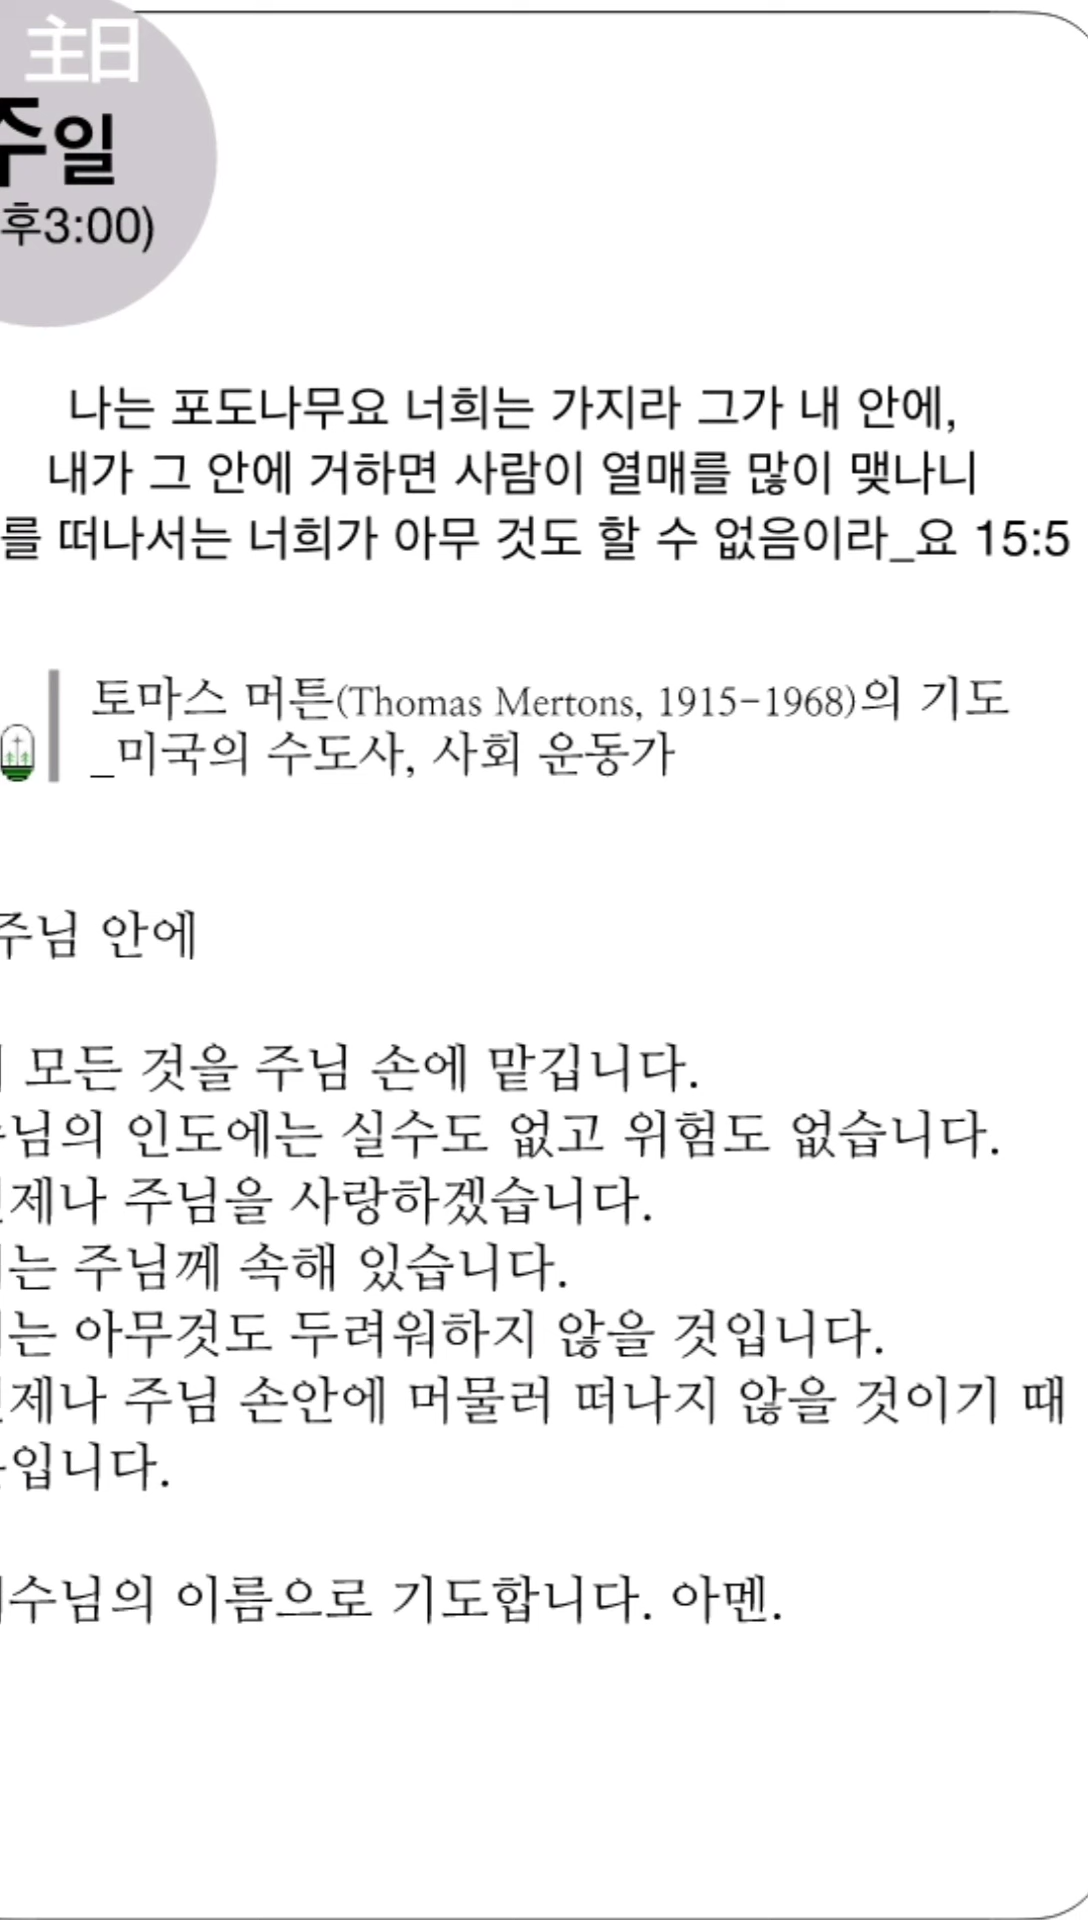 主日
주일
후3:00)
나는 포도나무요 너희는 가지라 그가 내 안에,
내가 그 안에 거하면 사람이 열매를 많이 맺나니
를 떠나서는 너희가 아무 것도 할 수 없음이라_요 15:5
토마스 머튼(Thomas Mertons, 1915-1968)의 기도
_미국의 수도사, 사회 운동가
주님 안에
모든 것을 주님 손에 맡깁니다.
님의 인도에는 실수도 없고 위험도 없습니다.
제나 주님을 사랑하겠습니다.
는 주님께 속해 있습니다.
는 아무것도 두려워하지 않을 것입니다.
제나 주님 손안에 머물러 떠나지 않을 것이기 때
입니다.
수님의 이름으로 기도합니다. 아멘.